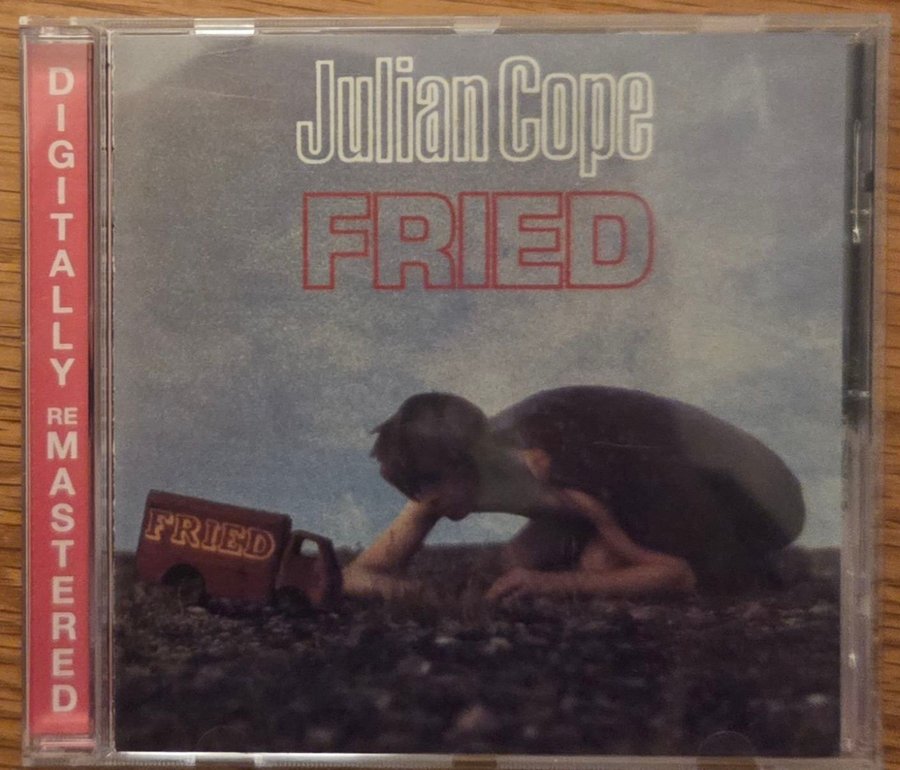 DIGITALLY REMASTERED
Julian Cope
FRIED
FRIED